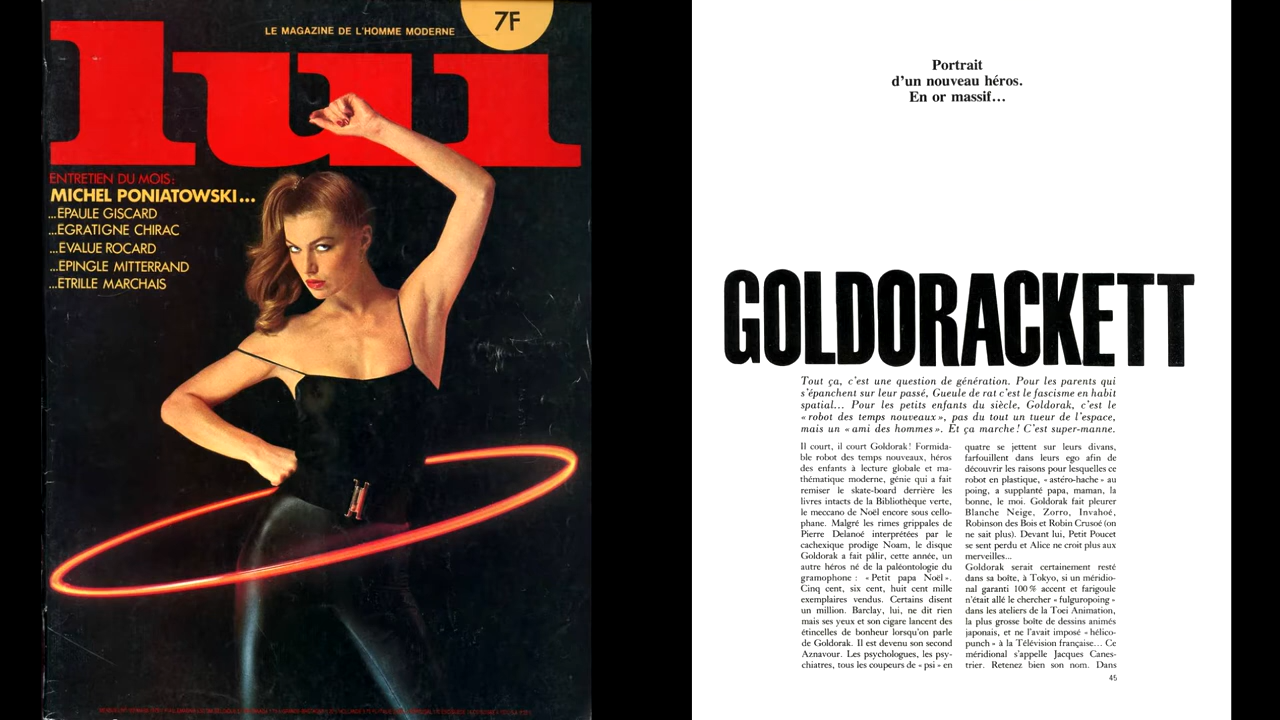 7F
LE MAGAZINE DE L'HOMME MODERNE
lui
ENTRETIEN DU MOIS:
MICHEL PONIATOWSKI...
...EPAULE GISCARD
...EGRATIGNE CHIRAC
...EVALUE ROCARD
...EPINGLE MITTERRAND
...ETRILLE MARCHAIS
Portrait
d'un nouveau héros.
En or massif...
GOLDORACKETT
Tout ça, c'est une question de génération. Pour les parents qui
s'épanchent sur leur passé, Gueule de rat c'est le fascisme en habit
spatial... Pour les petits enfants du siècle, Goldorak, c'est le
« robot des temps nouveaux », pas du tout un tueur de l'espace,
mais un « ami des hommes ». Et ça marche ! C'est super-manne.
Il court, il court Goldorak ! Formida-
ble robot des temps nouveaux, héros
des enfants à lecture globale et ma-
thématique moderne, génie qui a fait
remiser le skate-board derrière les
livres intacts de la Bibliothèque verte,
le meccano de Noël encore sous cello-
phane. Malgré les rimes grippales de
Pierre Delanoé interprétées par le
cachexique prodige Noam, le disque
Goldorak a fait pâlir, cette année, un
autre héros né de la paléontologie du
gramophone : « Petit papa Noël ».
Cinq cent, six cent, huit cent mille
exemplaires vendus. Certains disent
un million. Barclay, lui, ne dit rien
mais ses yeux et son cigare lancent des
étincelles de bonheur lorsqu'on parle
de Goldorak. Il est devenu son second
Aznavour. Les psychologues, les psy-
chiatres, tous les coupeurs de « psi » en
quatre se jettent sur leurs divans,
farfouillent dans leurs ego afin de
découvrir les raisons pour lesquelles ce
robot en plastique, « astéro-hache » au
poing, a supplanté papa, maman, la
bonne, le moi. Goldorak fait pleurer
Blanche Neige, Zorro, Invahoé,
Robinson des Bois et Robin Crusoé (on
ne sait plus). Devant lui, Petit Poucet
se sent perdu et Alice ne croit plus aux
merveilles...
Goldorak serait certainement resté
dans sa boîte, à Tokyo, si un méridio-
nal garanti 100 % accent et farigoule
n'était allé le chercher « fulguropoing »
dans les ateliers de la Toei Animation,
la plus grosse boîte de dessins animés
japonais, et ne l'avait imposé « hélico-
punch » à la Télévision française... Ce
méridional s'appelle Jacques Canes-
trier. Retenez bien son nom. Dans
45